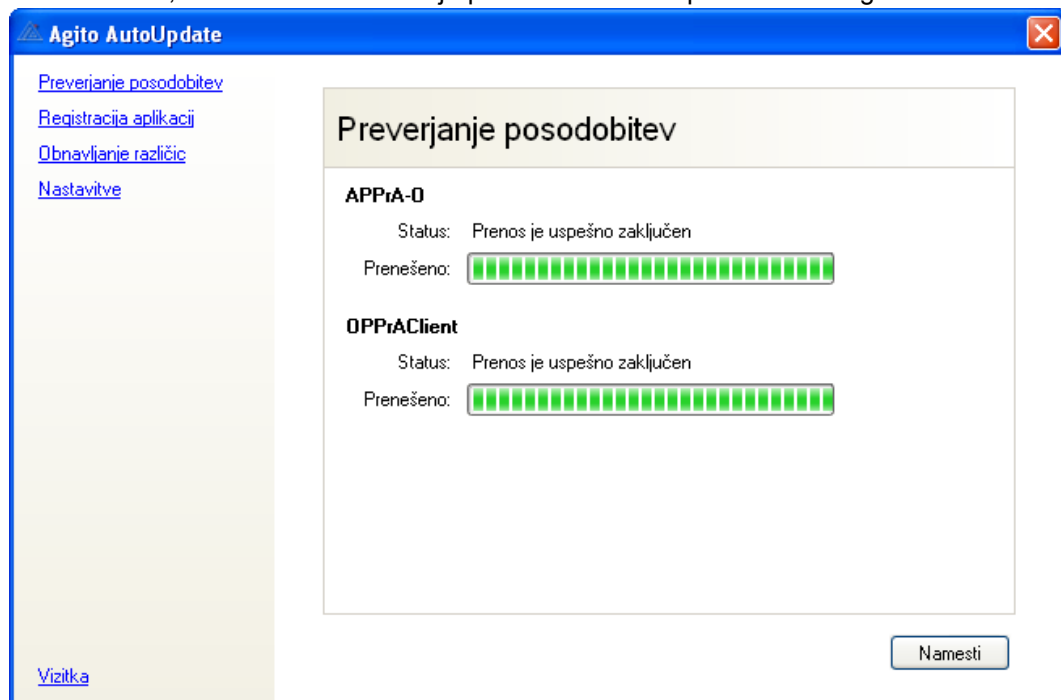 Agito AutoUpdate
Preverjanje posodobitev
Registracija aplikacij
Obnavljanje različic
Nastavitve
Preverjanje posodobitev
APPrA-O
Status: Prenos je uspešno zaključen
Prenešeno:
OPPrAClient
Status: Prenos je uspešno zaključen
Prenešeno:
Namesti
Vizitka